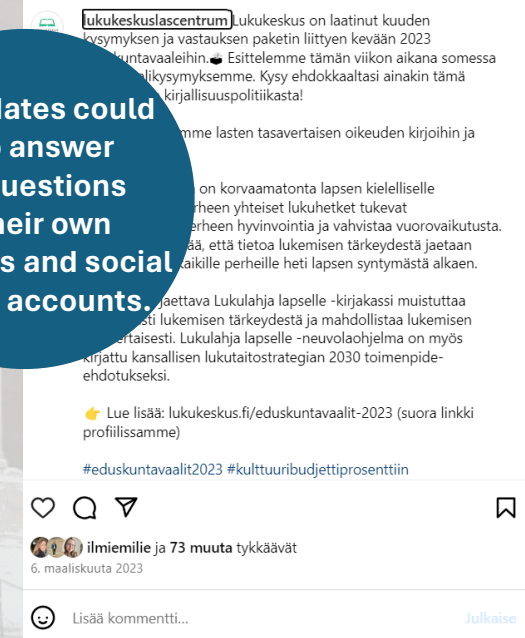 lukukeskuslascentrum Lukukeskus on laatinut kuuden
kysymyksen ja vastauksen paketin liittyen kevään 2023
untavaaleihin. Esittelemme tämän viikon aikana somessa
alikysymyksemme. Kysy ehdokkaaltasi ainakin tämä
kirjallisuuspolitiikasta!
mme lasten tasavertaisen oikeuden kirjoihin ja
on korvaamatonta lapsen kielelliselle
rheen yhteiset lukuhetket tukevat
erheen hyvinvointia ja vahvistaa vuorovaikutusta.
ää, että tietoa lukemisen tärkeydestä jaetaan
kaikille perheille heti lapsen syntymästä alkaen.
jaettava Lukulahja lapselle -kirjakassi muistuttaa
sti lukemisen tärkeydestä ja mahdollistaa lukemisen
ertaisesti. Lukulahja lapselle -neuvolaohjelma on myös
kirjattu kansallisen lukutaitostrategian 2030 toimenpide-
ehdotukseksi.
👉 Lue lisää: lukukeskus.fi/eduskuntavaalit-2023 (suora linkki
profiilissamme)
#eduskuntavaalit2023 #kulttuuribudjettiprosenttiin
dates could
answer
uestions
heir own
s and social
accounts.
ilmiemilie ja 73 muuta tykkäävät
6. maaliskuuta 2023
Lisää kommentti...
Julkaise